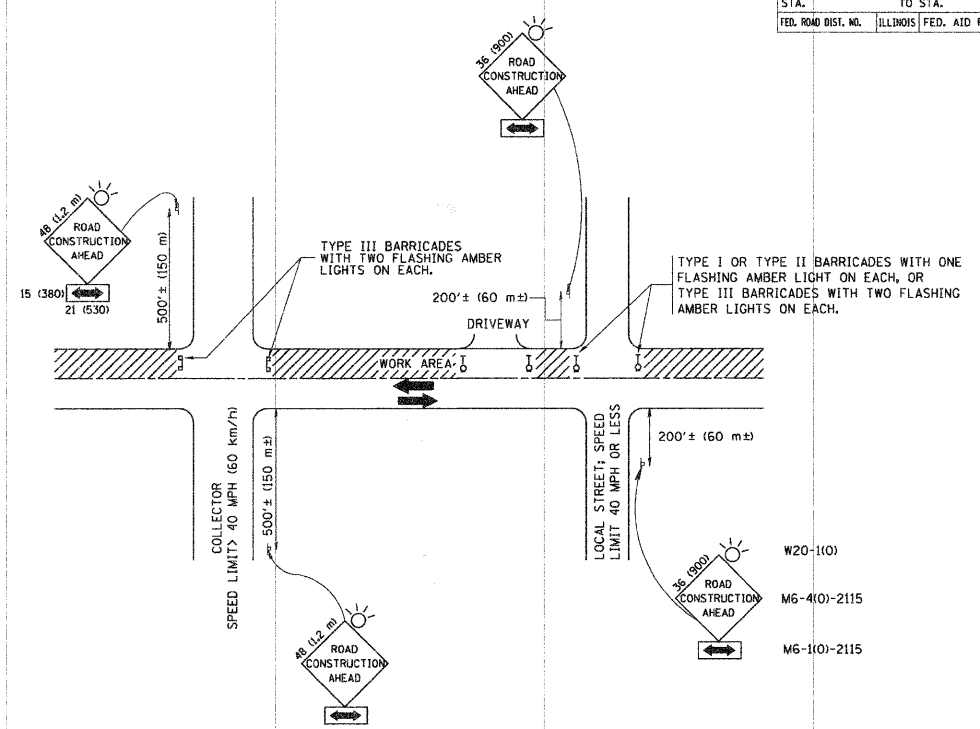 STA. TO STA.
FED. ROAD DIST. NO. ILLINOIS FED. AID
36 (900)
ROAD
CONSTRUCTION
AHEAD
48 (1.2 m)
ROAD
CONSTRUCTION
AHEAD
15 (380)
21 (530)
500'± (150 m)
TYPE III BARRICADES
WITH TWO FLASHING AMBER
LIGHTS ON EACH.
200'± (60 m±)
DRIVEWAY
TYPE I OR TYPE II BARRICADES WITH ONE
FLASHING AMBER LIGHT ON EACH, OR
TYPE III BARRICADES WITH TWO FLASHING
AMBER LIGHTS ON EACH.
WORK AREA
COLLECTOR
SPEED LIMIT> 40 MPH (60 km/h)
500'± (150 m±)
LOCAL STREET; SPEED
LIMIT 40 MPH OR LESS
200'± (60 m±)
48 (1.2 m)
ROAD
CONSTRUCTION
AHEAD
36 (900)
ROAD
CONSTRUCTION
AHEAD
W20-1(O)
M6-4(O)-2115
M6-1(O)-2115